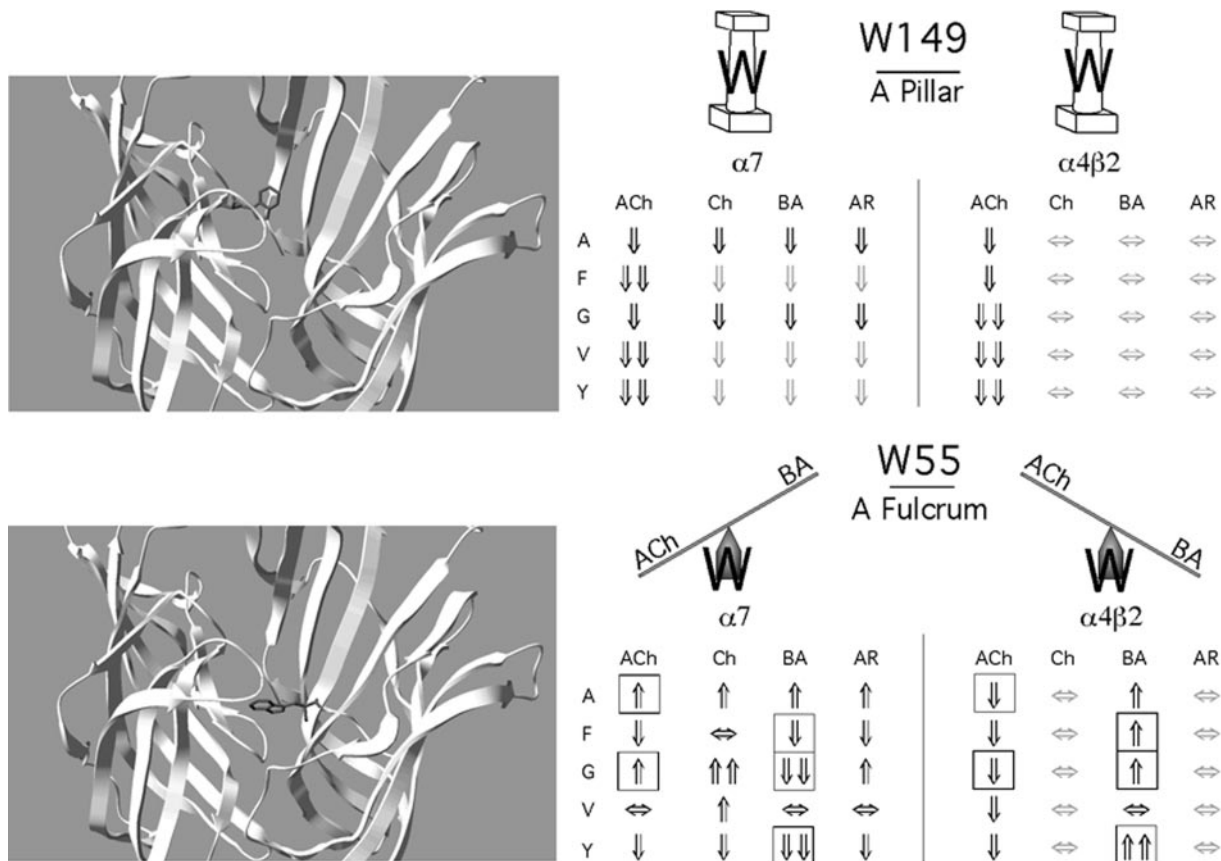 W149
A Pillar
W W
α7 α4β2
ACh Ch BA AR ACh Ch BA AR
A ⇓ ⇓ ⇓ ⇓ ⇓ ⇔ ⇔ ⇔
F ⇓⇓ ⇓ ⇓ ⇓ ⇓ ⇔ ⇔ ⇔
G ⇓ ⇓ ⇓ ⇓ ⇓⇓ ⇔ ⇔ ⇔
V ⇓⇓ ⇓ ⇓ ⇓ ⇓⇓ ⇔ ⇔ ⇔
Y ⇓⇓ ⇓ ⇓ ⇓ ⇓⇓ ⇔ ⇔ ⇔
W55
A Fulcrum
ACh BA ACh BA
W W
α7 α4β2
ACh Ch BA AR ACh Ch BA AR
A ⇑ ⇑ ⇑ ⇑ ⇓ ⇔ ⇑ ⇔
F ⇓ ⇔ ⇓ ⇓ ⇓ ⇔ ⇑ ⇔
G ⇑ ⇑⇑ ⇓⇓ ⇑ ⇓ ⇔ ⇑ ⇔
V ⇔ ⇑ ⇔ ⇔ ⇓ ⇔ ⇔ ⇔
Y ⇓ ⇓ ⇓⇓ ⇓ ⇓ ⇔ ⇑⇑ ⇔